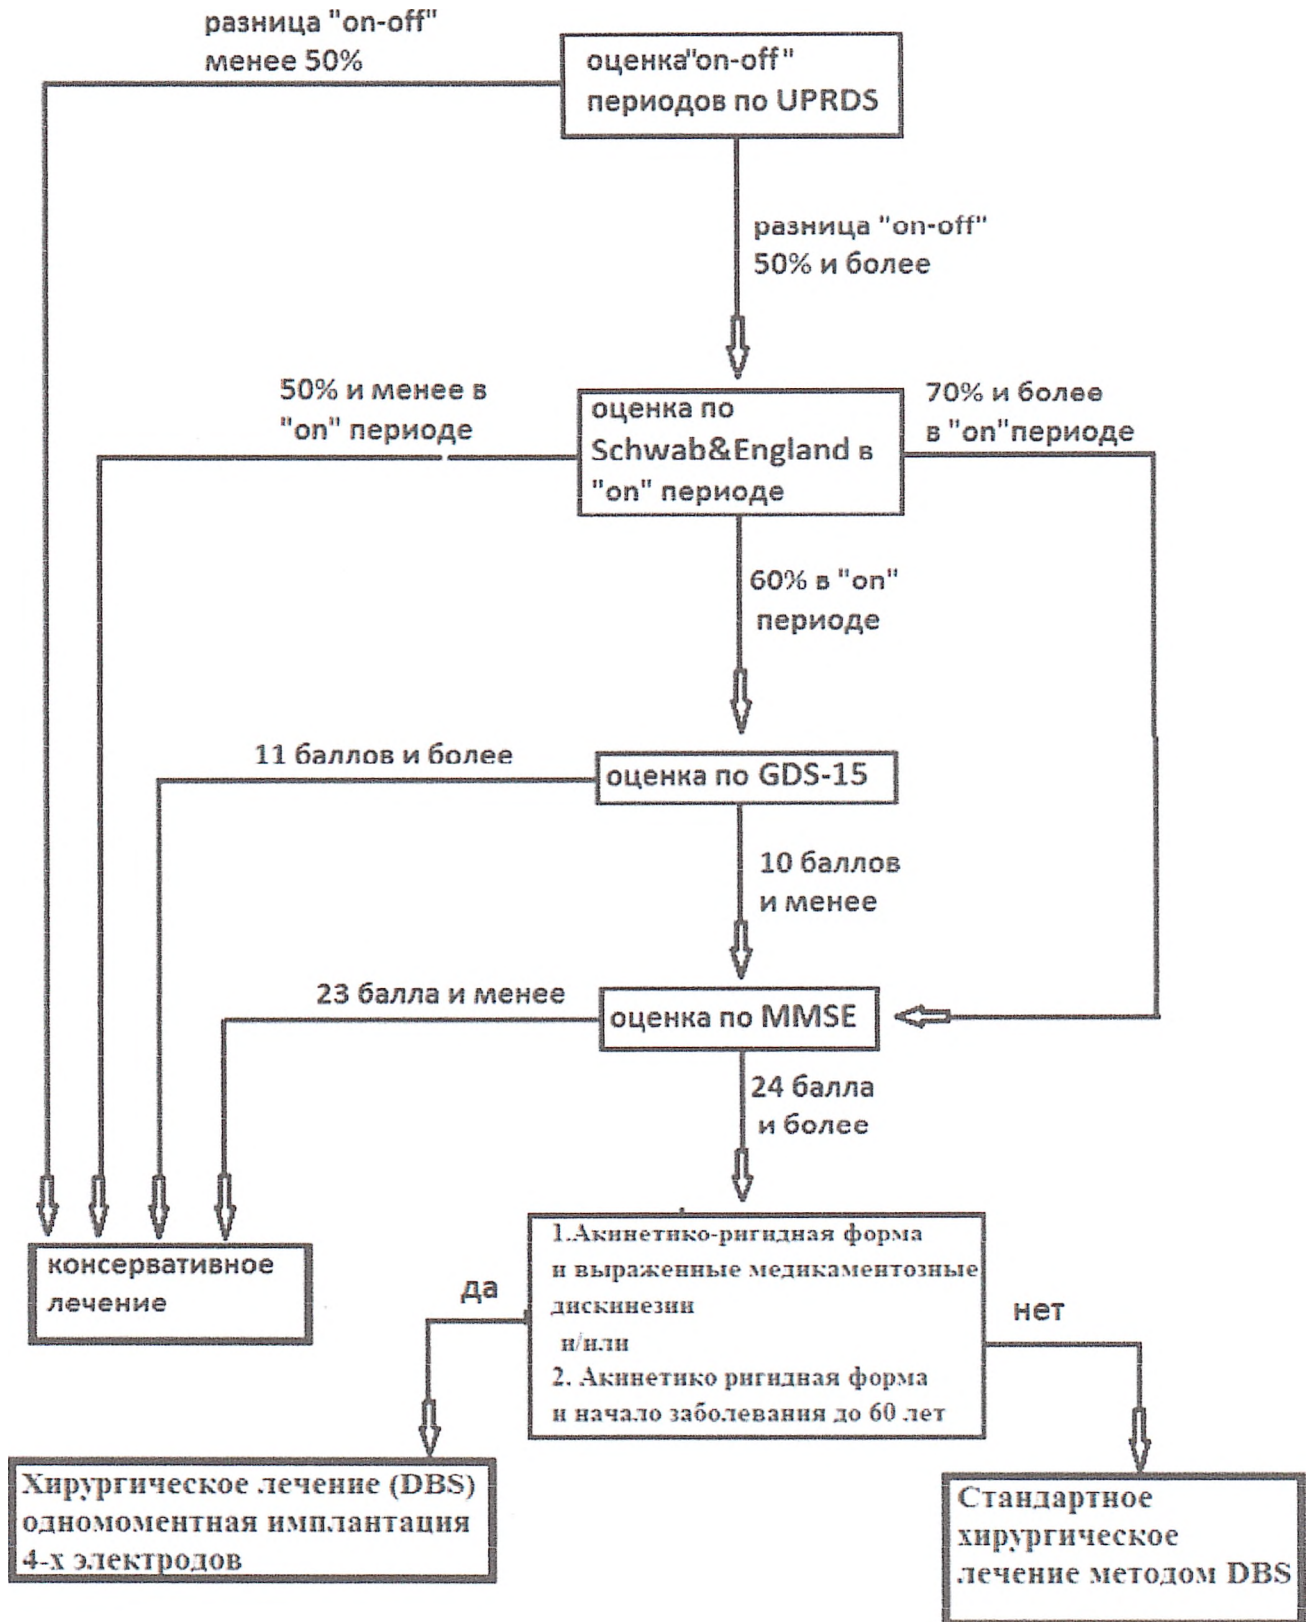 разница "on-off"
менее 50%
оценка"on-off"
периодов по UPRDS
разница "on-off"
50% и более
50% и менее в
"on" периоде
оценка по
Schwab&England в
"on" периоде
70% и более
в "on"периоде
60% в "on"
периоде
11 баллов и более
оценка по GDS-15
10 баллов
и менее
23 балла и менее
оценка по MMSE
24 балла
и более
консервативное
лечение
да
1.Акинетико-ригидная форма
и выраженные медикаментозные
дискинезии
и/или
2. Акинетико ригидная форма
и начало заболевания до 60 лет
нет
Хирургическое лечение (DBS)
одномоментная имплантация
4-х электродов
Стандартное
хирургическое
лечение методом DBS